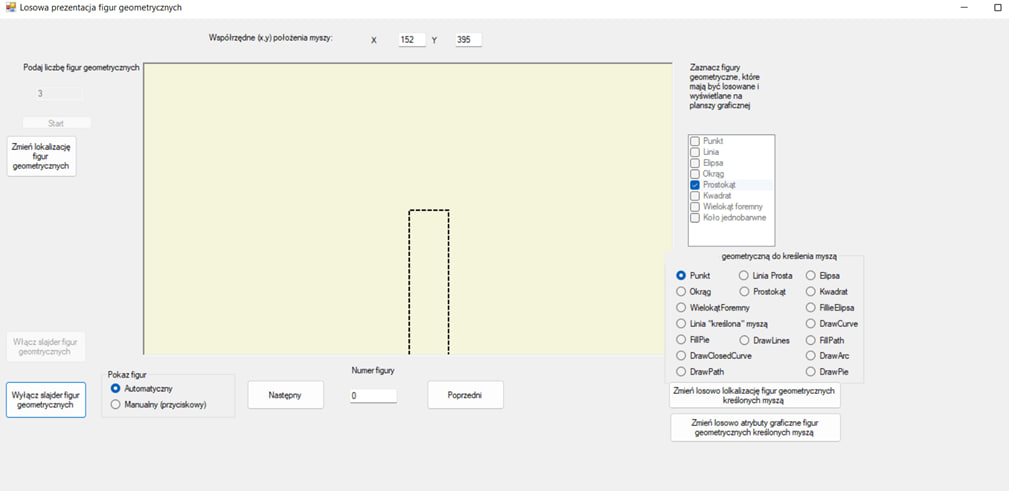 Losowa prezentacja figur geometrycznych
Współrzędne (x,y) położenia myszy:
X
152
Y
395
Podaj liczbę figur geometrycznych
3
Start
Zmień lokalizację
figur
geometrycznych
Zaznacz figury
geometryczne, które
mają być losowane i
wyświetlane na
planszy graficznej
Punkt
Linia
Elipsa
Okrąg
Prostokąt
Kwadrat
Wielokąt foremny
Koło jednobarwne
geometryczną do kreślenia myszą
Punkt
Linia Prosta
Elipsa
Okrąg
Prostokąt
Kwadrat
WielokątForemny
FillieElipsa
Linia "kreślona" myszą
DrawCurve
FillPie
DrawLines
FillPath
DrawClosedCurve
DrawArc
DrawPath
DrawPie
Włącz slajder figur
geomtrycznych
Wyłącz slajder figur
geometrycznych
Pokaz figur
Automatyczny
Manualny (przyciskowy)
Następny
Numer figury
0
Poprzedni
Zmień losowo lolkalizację figur geometrycznych
kreślonych myszą
Zmień losowo atrybuty graficzne figur
geometrycznych kreślonych myszą